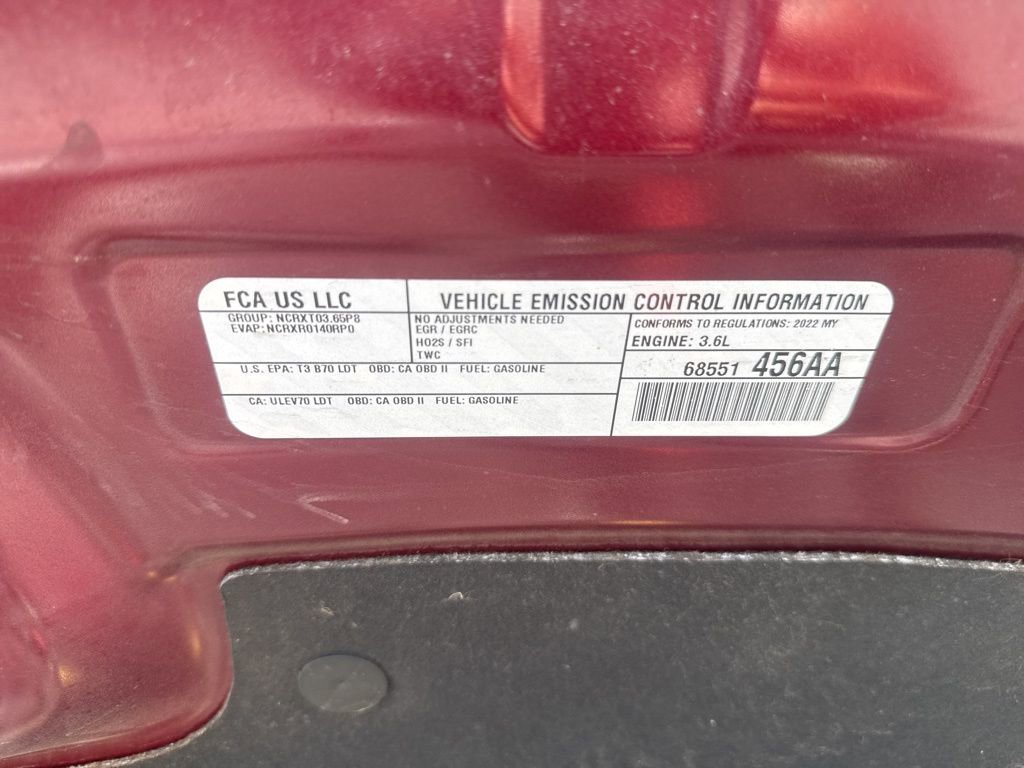 FCA US LLC
VEHICLE EMISSION CONTROL INFORMATION
GROUP: NCRXT03.65P8
EVAP: NCRXR0140RP0
NO ADJUSTMENTS NEEDED
EGR / EGRC
HO2S / SFI
TWC
CONFORMS TO REGULATIONS: 2022 MY
ENGINE: 3.6L
U.S. EPA: T3 B70 LDT OBD: CA OBD II FUEL: GASOLINE
68551 456AA
CA: ULEV70 LDT OBD: CA OBD II FUEL: GASOLINE